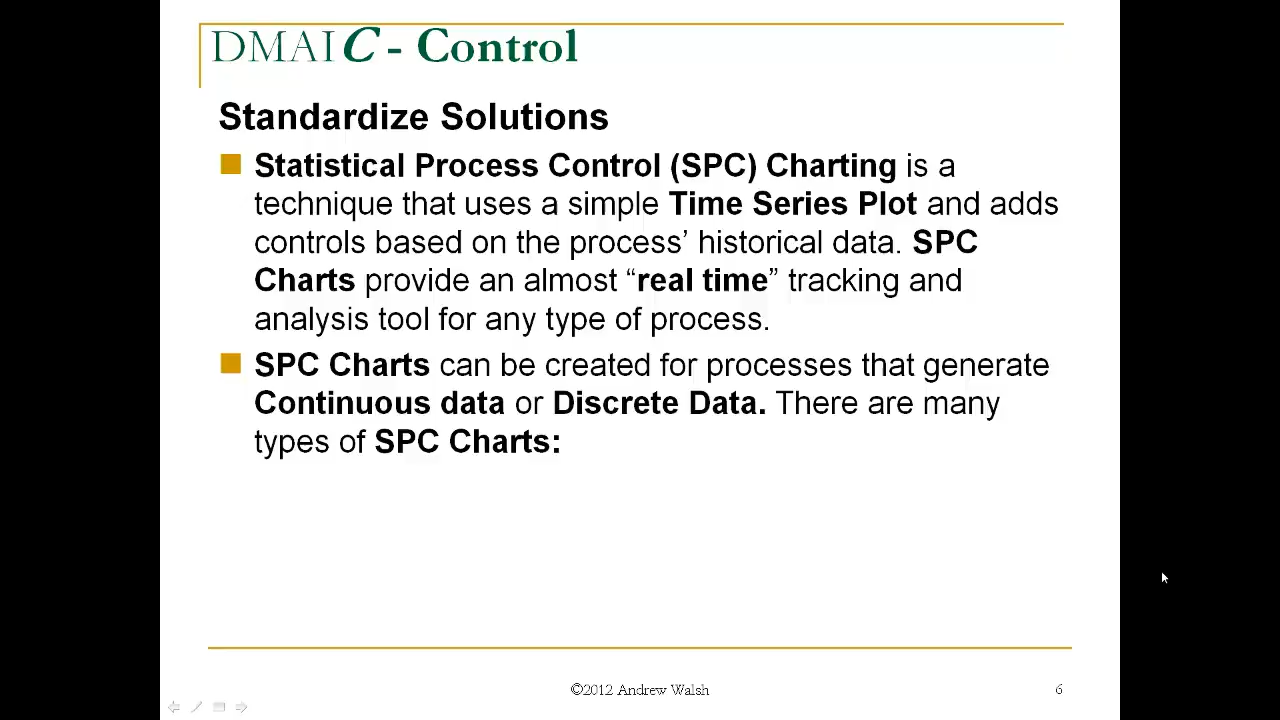 DMAIC - Control
Standardize Solutions
Statistical Process Control (SPC) Charting is a
technique that uses a simple Time Series Plot and adds
controls based on the process’ historical data. SPC
Charts provide an almost “real time” tracking and
analysis tool for any type of process.
SPC Charts can be created for processes that generate
Continuous data or Discrete Data. There are many
types of SPC Charts:
©2012 Andrew Walsh
6